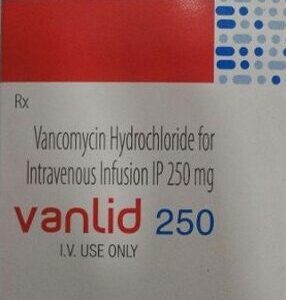 Rx
Vancomycin Hydrochloride for
Intravenous Infusion IP 250 mg
vanlid 250
I.V. USE ONLY